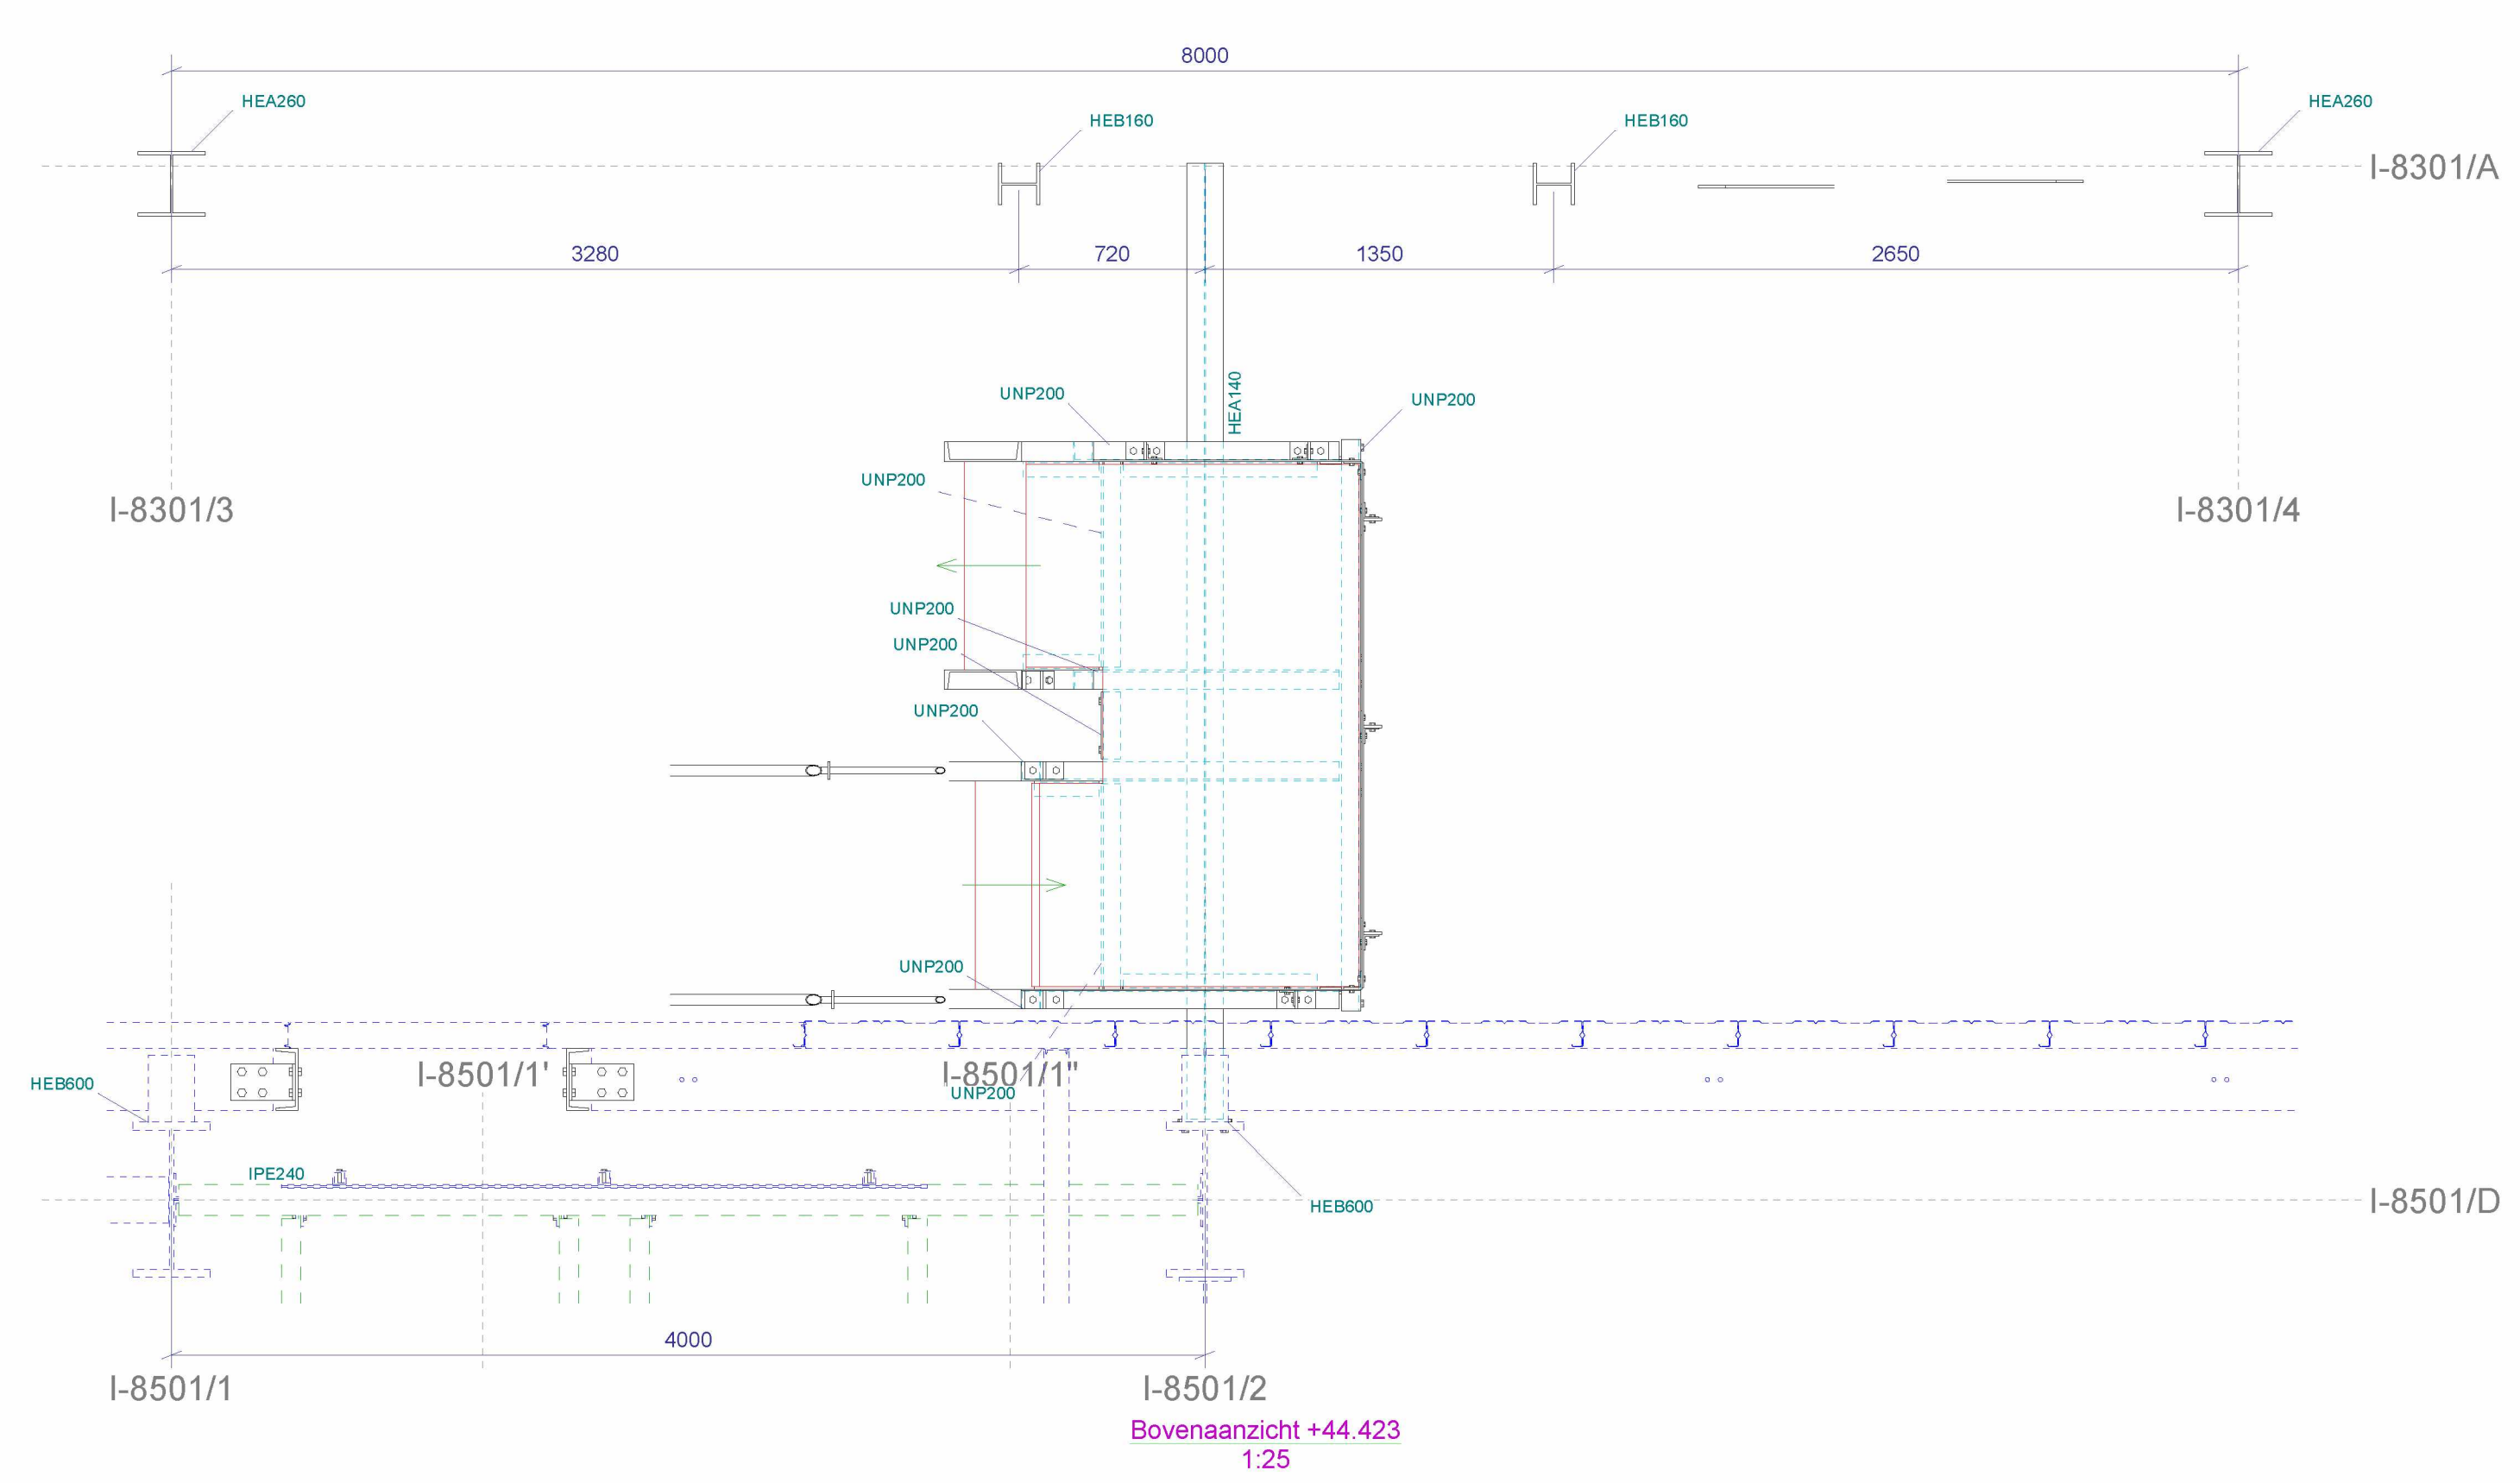 8000
HEA260
HEB160
HEB160
HEA260
I-8301/A
3280
720
1350
2650
HEA140
UNP200
UNP200
UNP200
I-8301/3
I-8301/4
UNP200
UNP200
UNP200
UNP200
HEB600
I-8501/1'
I-8501/1"
UNP200
IPE240
HEB600
I-8501/D
4000
I-8501/1
I-8501/2
Bovenaanzicht +44.423
1:25